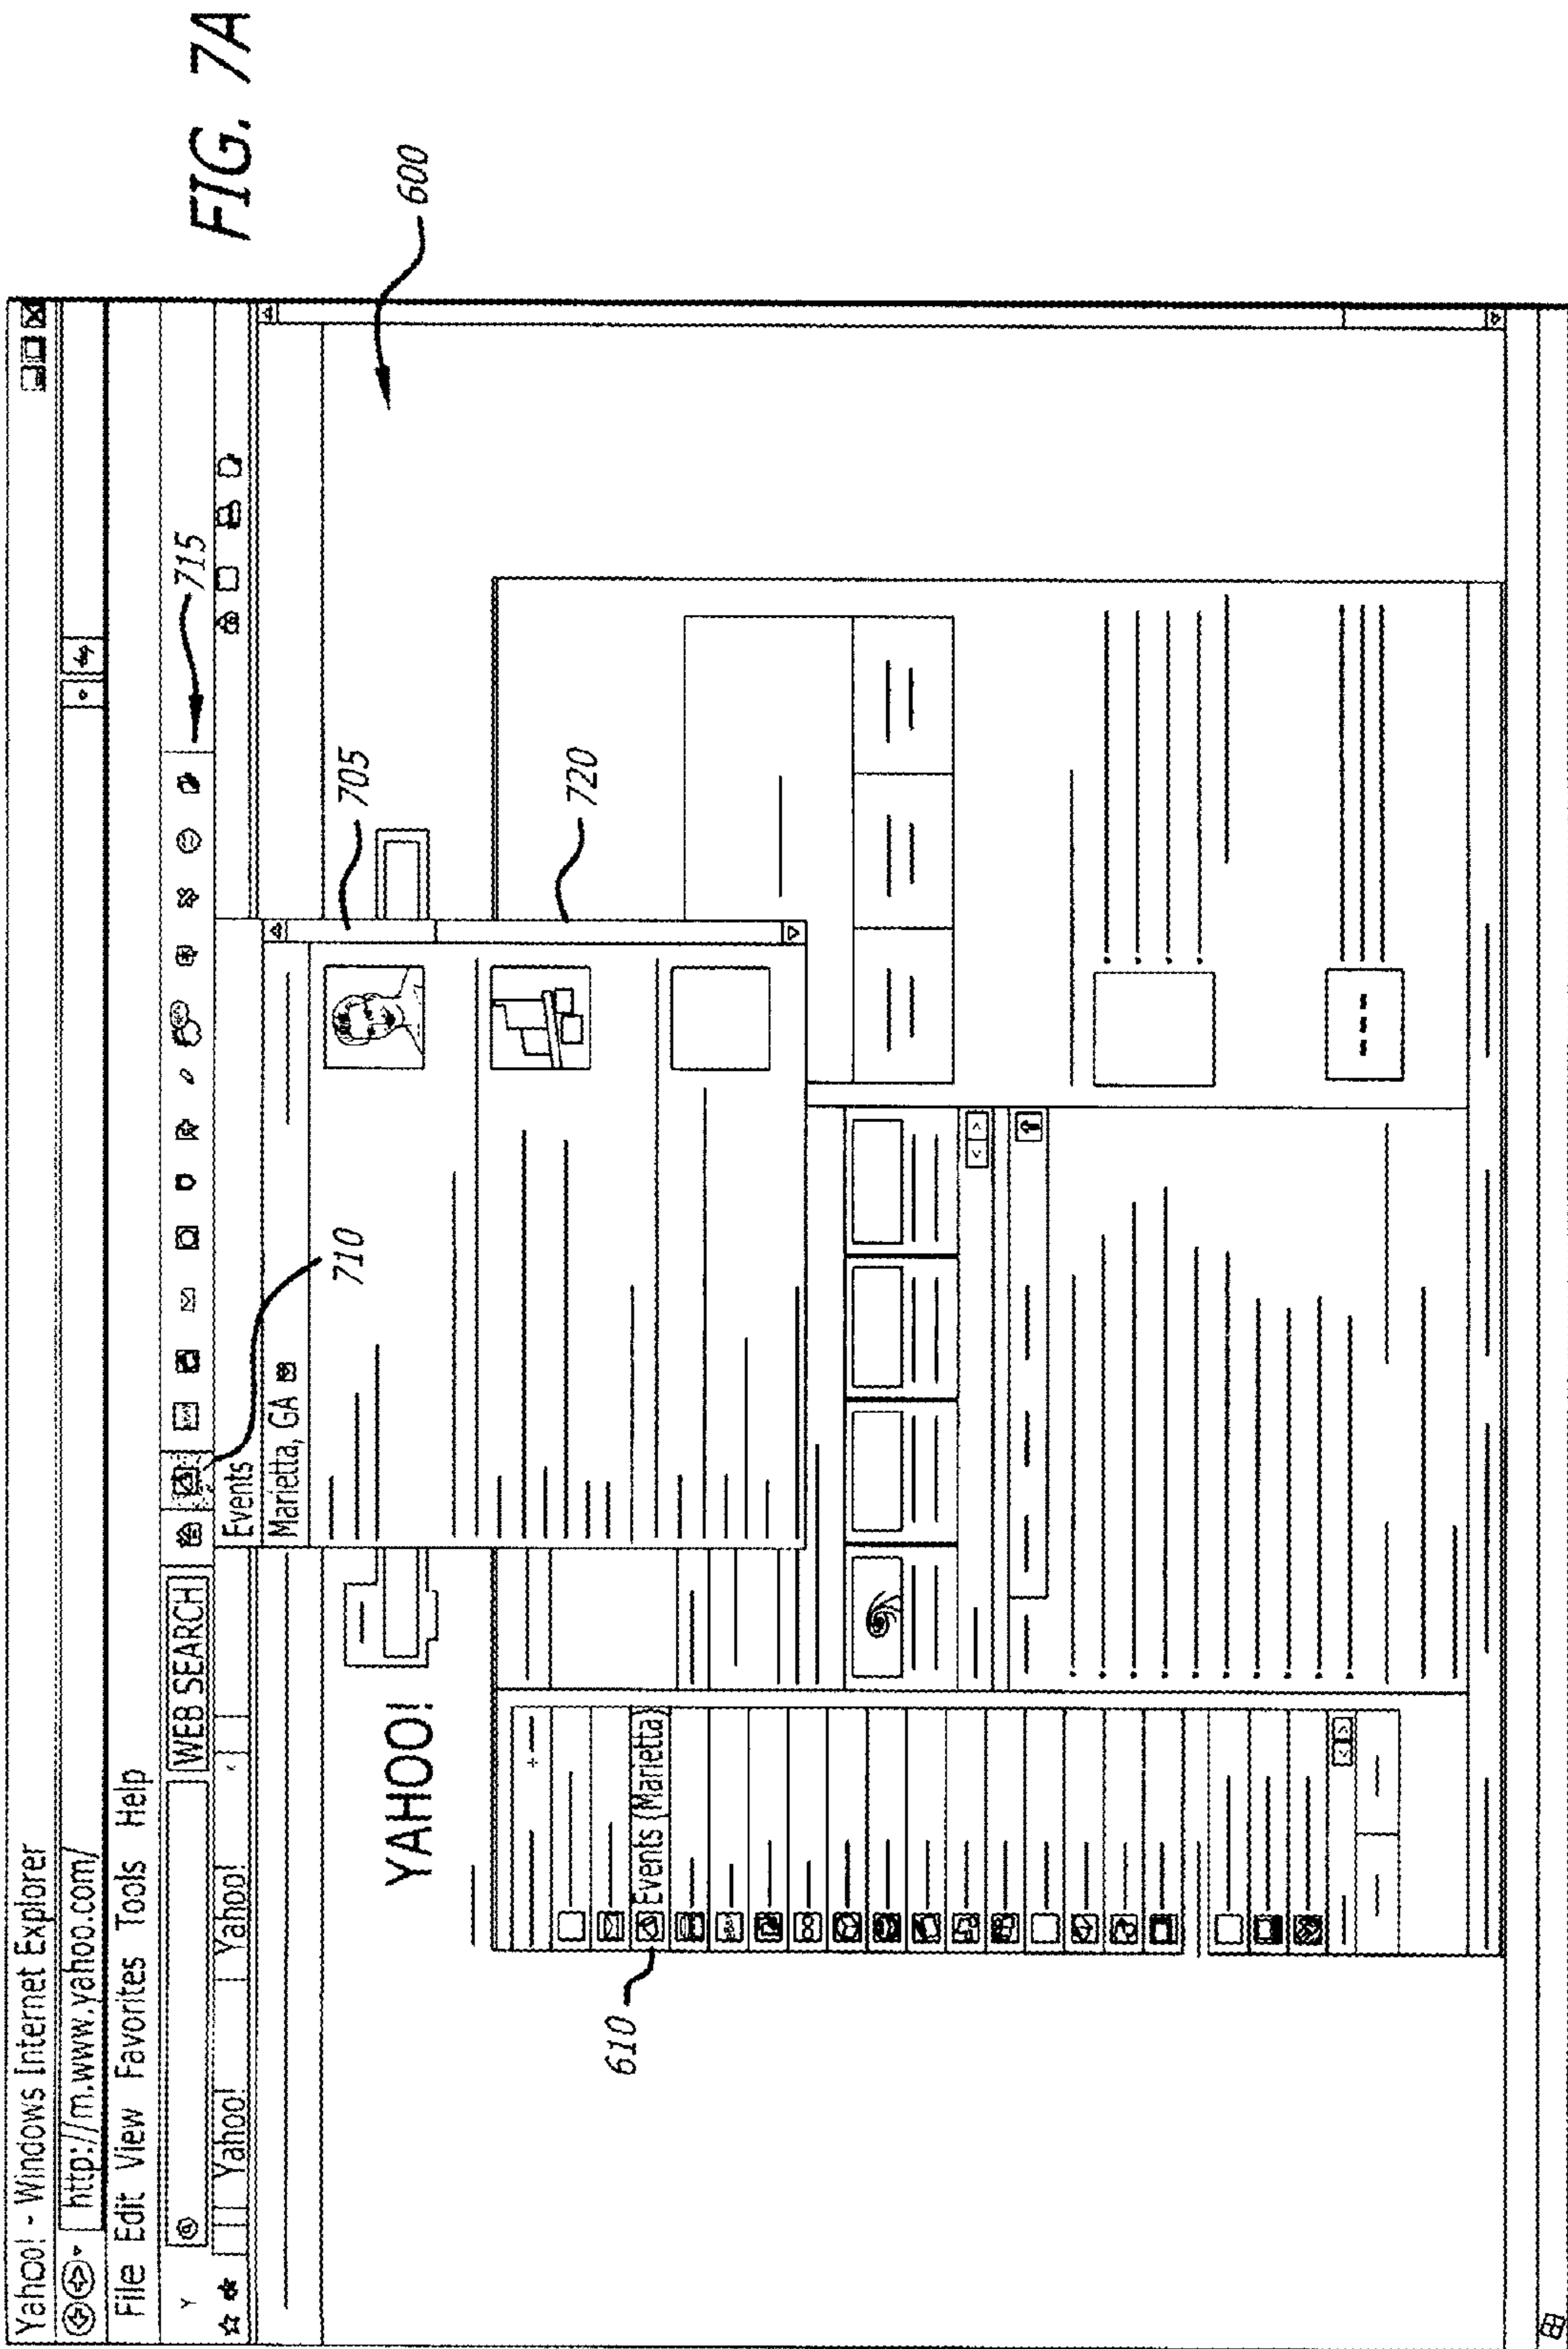 FIG. 7A
600
Yahoo! - Windows Internet Explorer
http://m.www.yahoo.com/
File Edit View Favorites Tools Help
Y WEB SEARCH
715
Yahoo! Yahoo!
Events
Marietta, GA
710
705
720
YAHOO!
Events (Marietta)
610